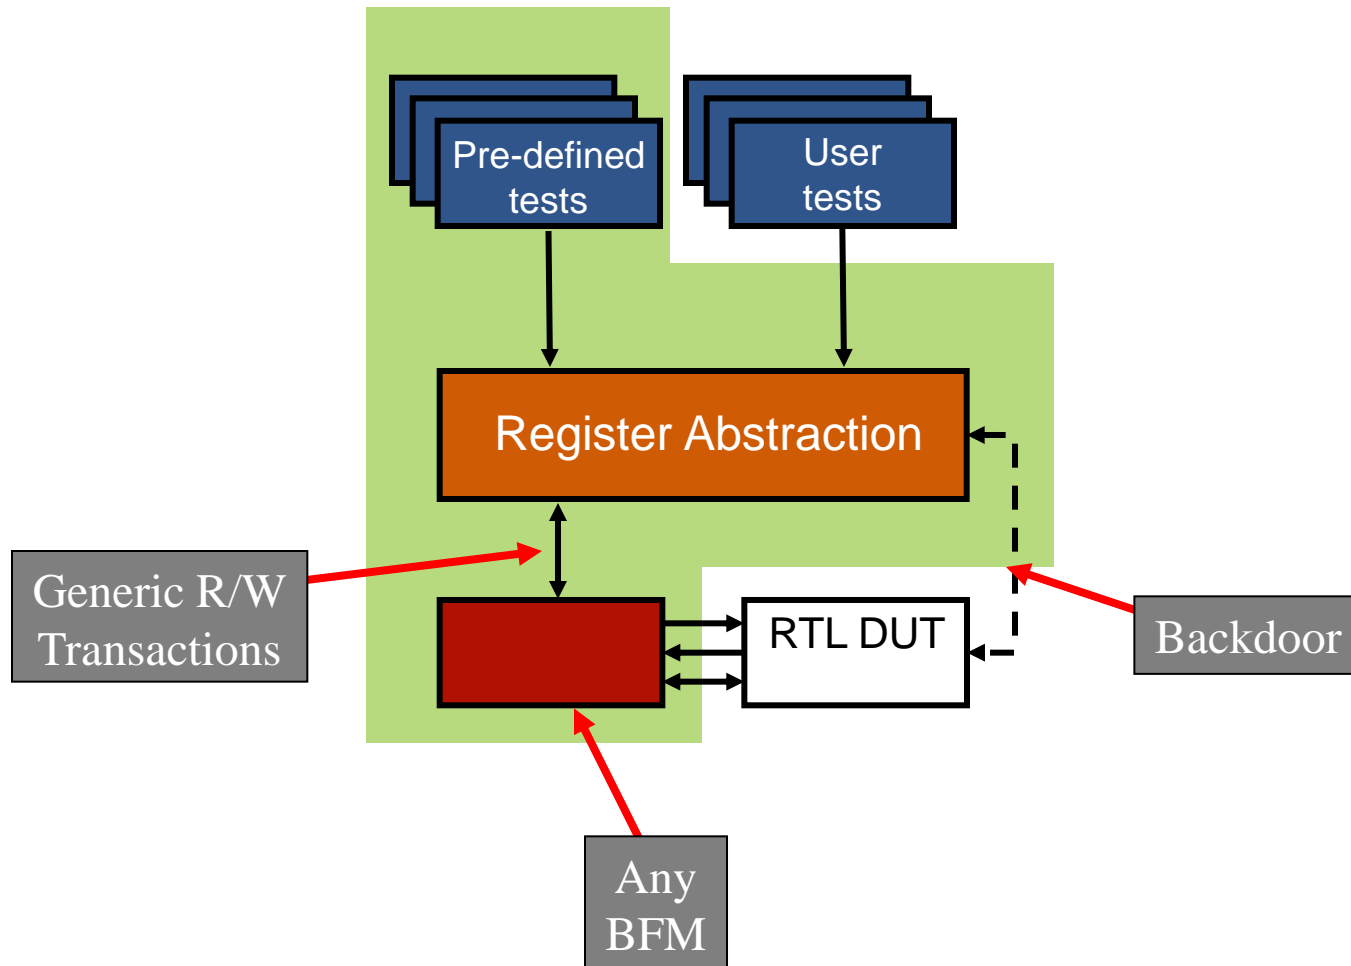 Pre-defined
tests
User
tests
Register Abstraction
Generic R/W
Transactions
RTL DUT
Backdoor
Any
BFM